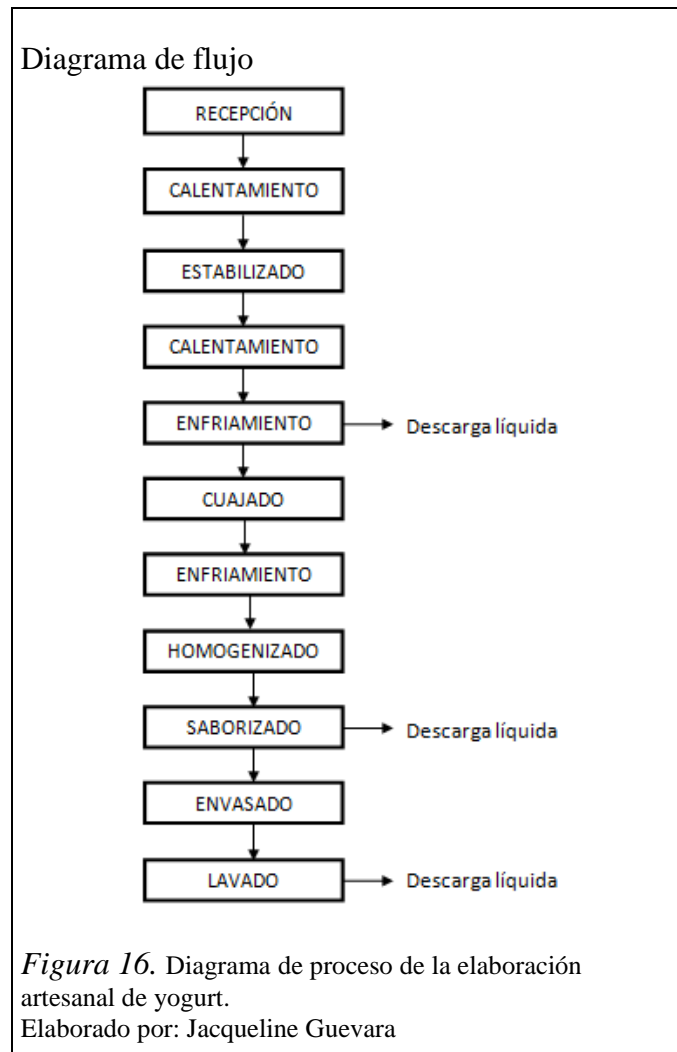 Diagrama de flujo
RECEPCIÓN
CALENTAMIENTO
ESTABILIZADO
CALENTAMIENTO
ENFRIAMIENTO
Descarga líquida
CUAJADO
ENFRIAMIENTO
HOMOGENIZADO
SABORIZADO
Descarga líquida
ENVASADO
LAVADO
Descarga líquida
Figura 16. Diagrama de proceso de la elaboración
artesanal de yogurt.
Elaborado por: Jacqueline Guevara